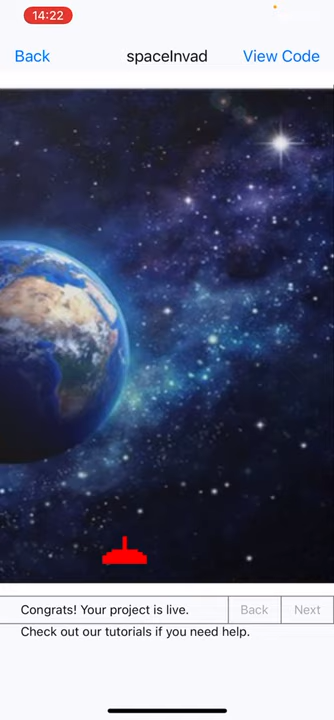 14:22
Back spaceInvad View Code
Congrats! Your project is live. Back Next
Check out our tutorials if you need help.